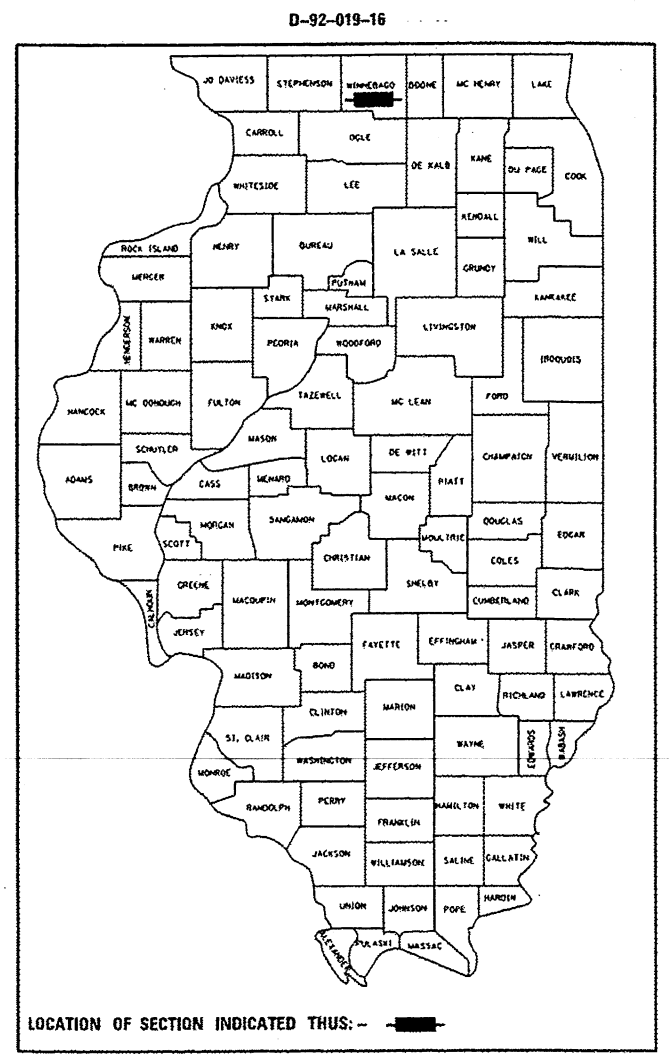 D-92-019-16
JO DAVIESS STEPHENSON WINNEBAGO BOONE MC HENRY LAKE
CARROLL OGLE
DE KALB KANE DU PAGE COOK
WHITESIDE LEE
KENDALL
ROCK ISLAND HENRY BUREAU LA SALLE WILL
GRUNDY
MERCER PUTNAM
STARK MARSHALL KANKAKEE
HENDERSON WARREN KNOX PEORIA WOODFORD LIVINGSTON IROQUOIS
HANCOCK MC DONOUGH FULTON TAZEWELL MC LEAN FORD
MASON
SCHUYLER LOGAN DE WITT CHAMPAIGN VERMILION
ADAMS BROWN CASS MENARD PIATT
MACON
MORGAN SANGAMON DOUGLAS
PIKE SCOTT MOULTRIE EDGAR
CHRISTIAN COLES
GREENE SHELBY
CALHOUN MACOUPIN MONTGOMERY CUMBERLAND CLARK
JERSEY FAYETTE EFFINGHAM JASPER CRAWFORD
MADISON BOND
CLAY RICHLAND LAWRENCE
CLINTON MARION
ST. CLAIR WAYNE EDWARDS WABASH
WASHINGTON JEFFERSON
MONROE
RANDOLPH PERRY HAMILTON WHITE
FRANKLIN
JACKSON WILLIAMSON SALINE GALLATIN
UNION JOHNSON POPE HARDIN
ALEXANDER PULASKI MASSAC
LOCATION OF SECTION INDICATED THUS:-